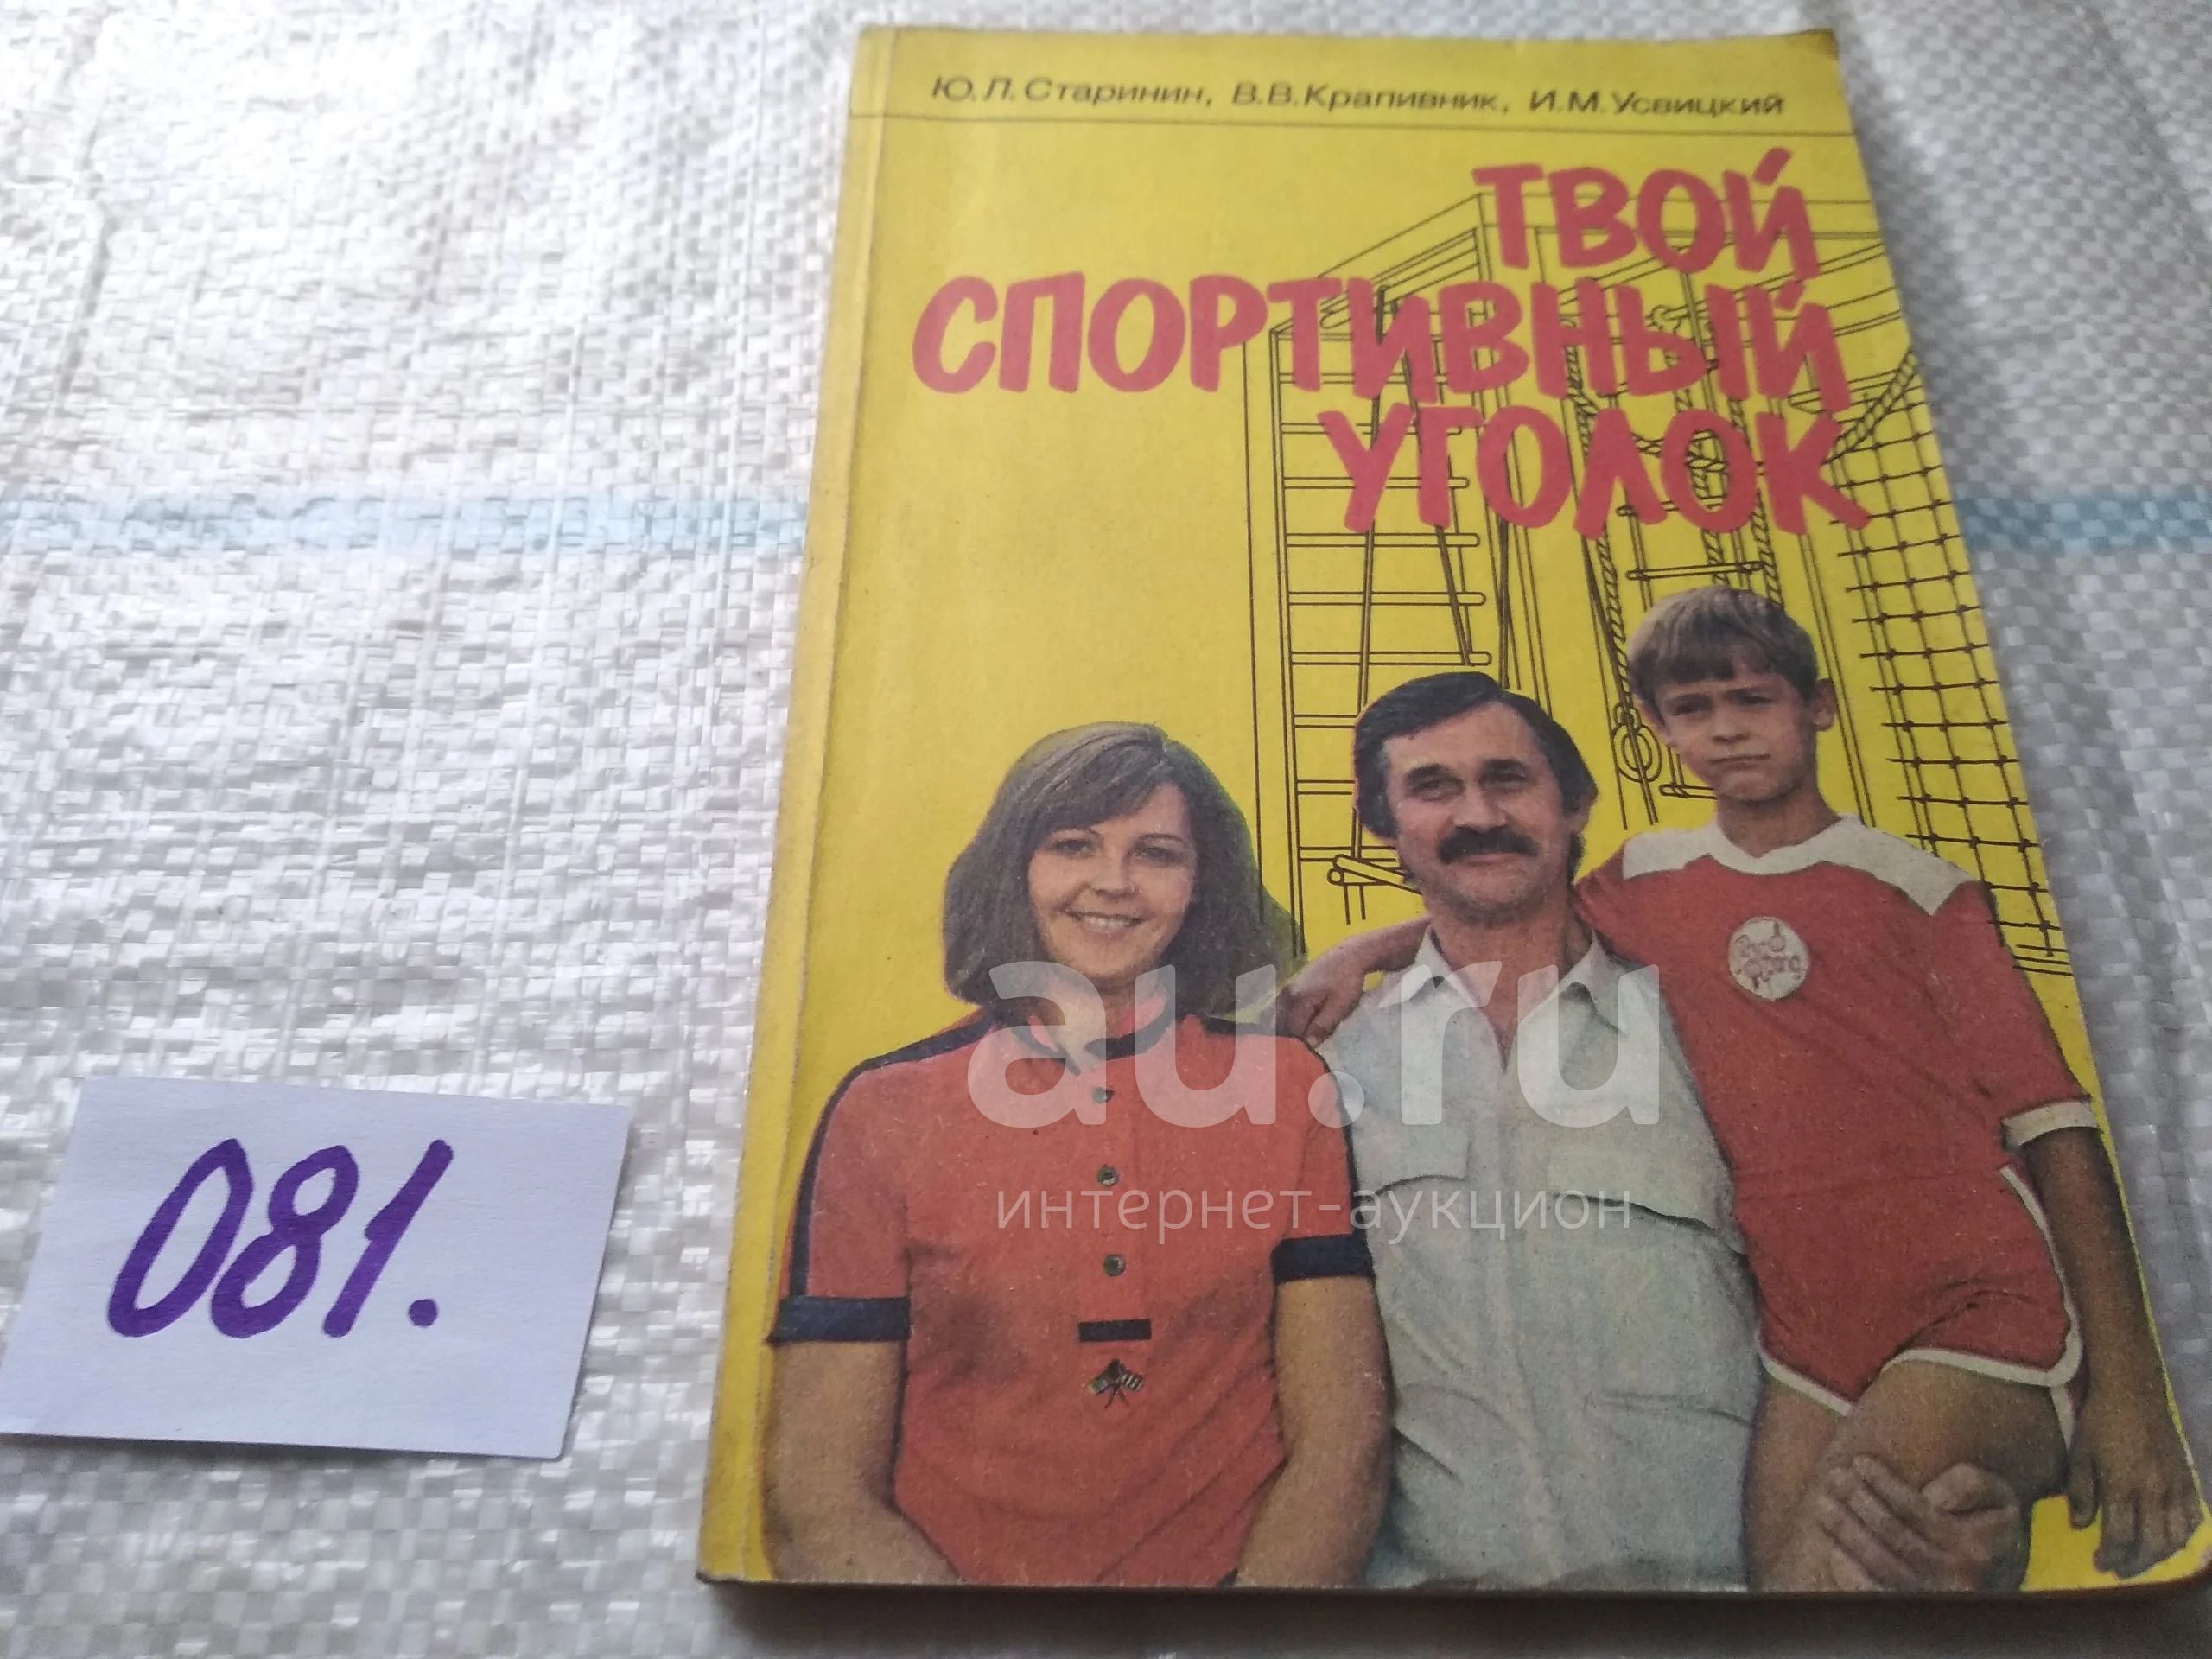 Ю.Л.Старинин, В.В.Крапивник, И.М.Усвицкий
ТВОЙ
СПОРТИВНЫЙ
УГОЛОК
081.
au.ru
интернет-аукцион